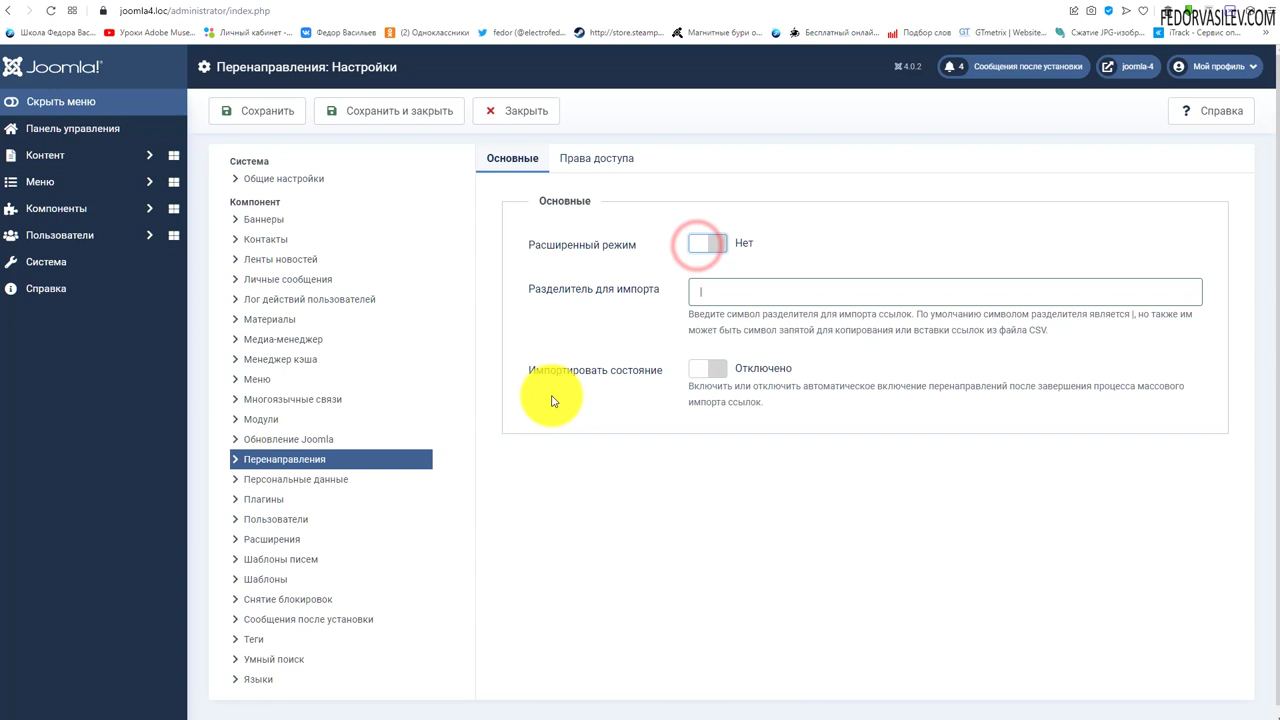 joomla4.loc/administrator/index.php
FEDORVASILEV.COM
Школа Федора Вас...
Уроки Adobe Muse...
Личный кабинет -...
Федор Васильев
(2) Одноклассники
fedor (@electrofed...
http://store.steamp...
Магнитные бури о...
Бесплатный онлай...
Подбор слов
GTmetrix | Website...
Сжатие JPG-изобр...
iTrack - Сервис оп...
Joomla!
Перенаправления: Настройки
4.0.2
4 Сообщения после установки
joomla-4
Мой профиль
Скрыть меню
Панель управления
Контент
Меню
Компоненты
Пользователи
Система
Справка
Сохранить
Сохранить и закрыть
Закрыть
? Справка
Система
Общие настройки
Компонент
Баннеры
Контакты
Ленты новостей
Личные сообщения
Лог действий пользователей
Материалы
Медиа-менеджер
Менеджер кэша
Меню
Многоязычные связи
Модули
Обновление Joomla
Перенаправления
Персональные данные
Плагины
Пользователи
Расширения
Шаблоны писем
Шаблоны
Снятие блокировок
Сообщения после установки
Теги
Умный поиск
Языки
Основные
Права доступа
Основные
Расширенный режим
Нет
Разделитель для импорта
|
Введите символ разделителя для импорта ссылок. По умолчанию символом разделителя является |, но также им
может быть символ запятой для копирования или вставки ссылок из файла CSV.
Импортировать состояние
Отключено
Включить или отключить автоматическое включение перенаправлений после завершения процесса массового
импорта ссылок.